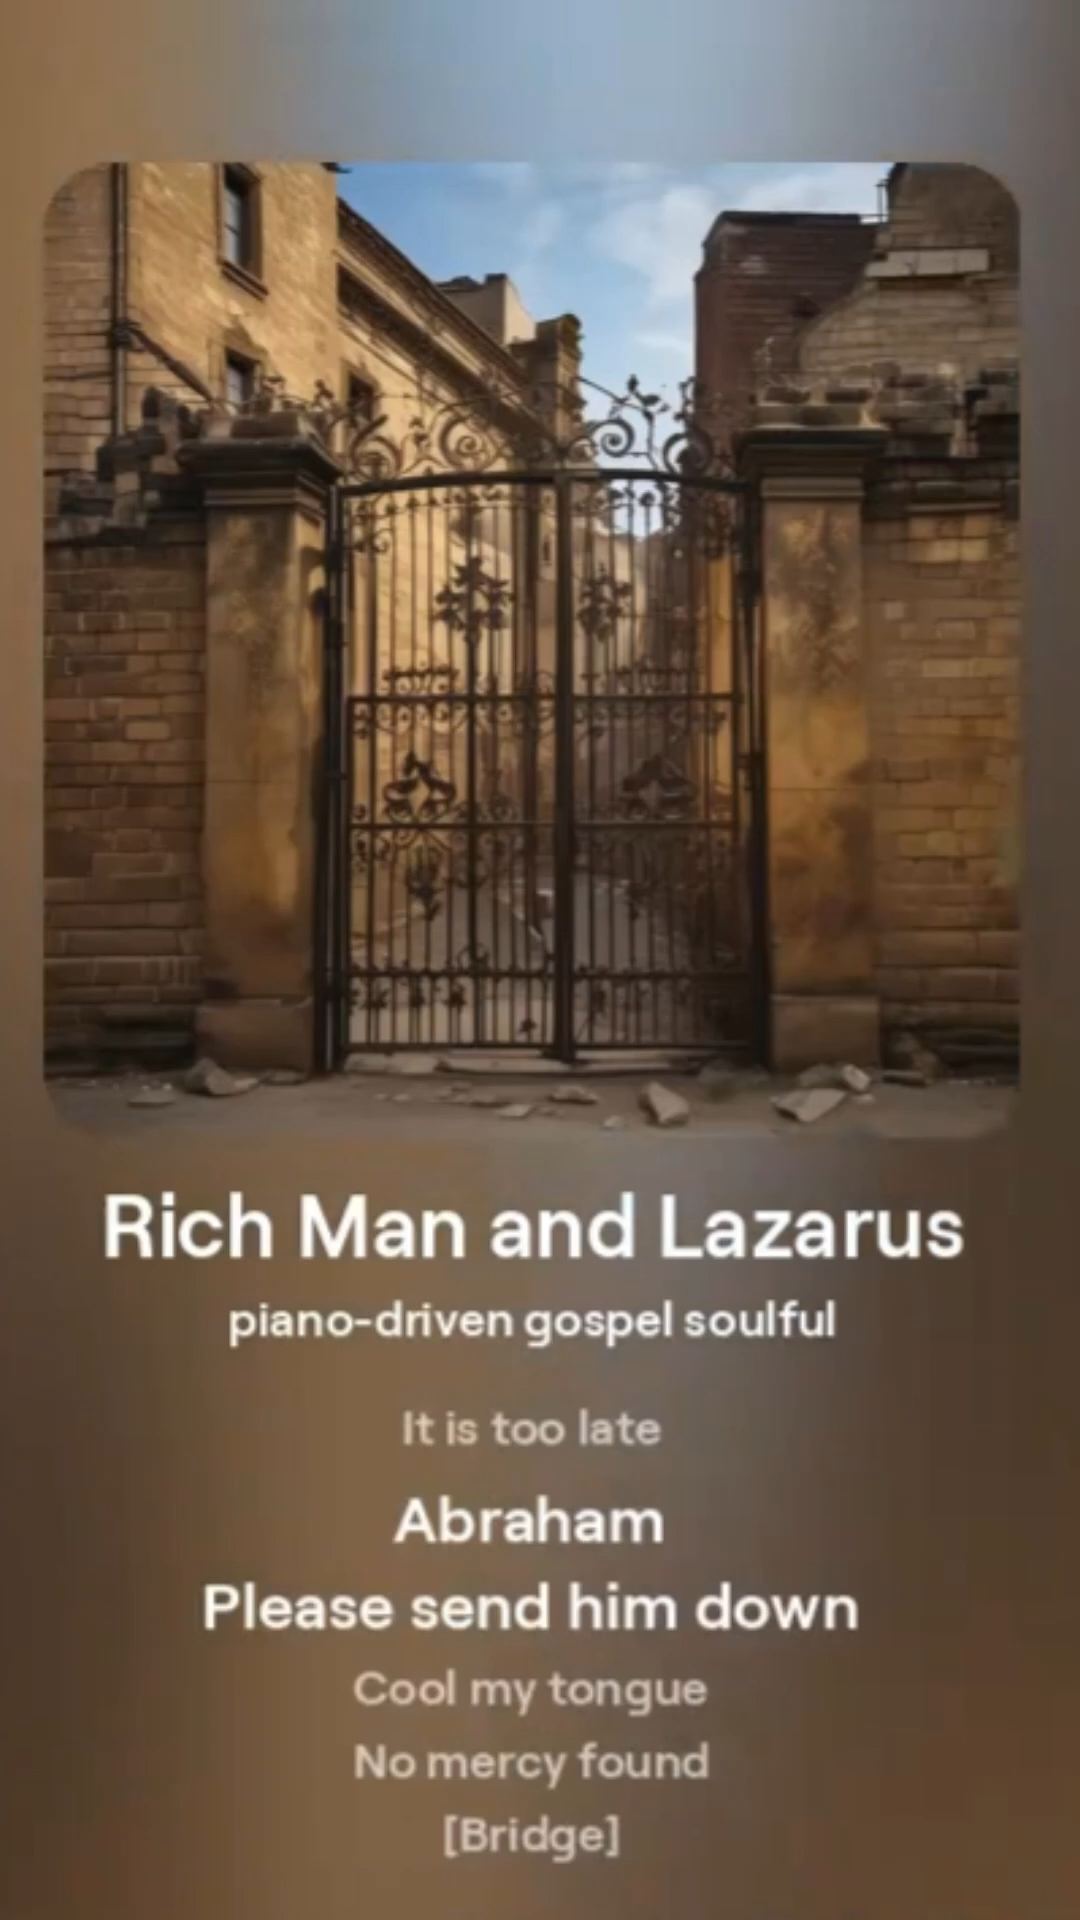 Rich Man and Lazarus
piano-driven gospel soulful
It is too late
Abraham
Please send him down
Cool my tongue
No mercy found
[Bridge]